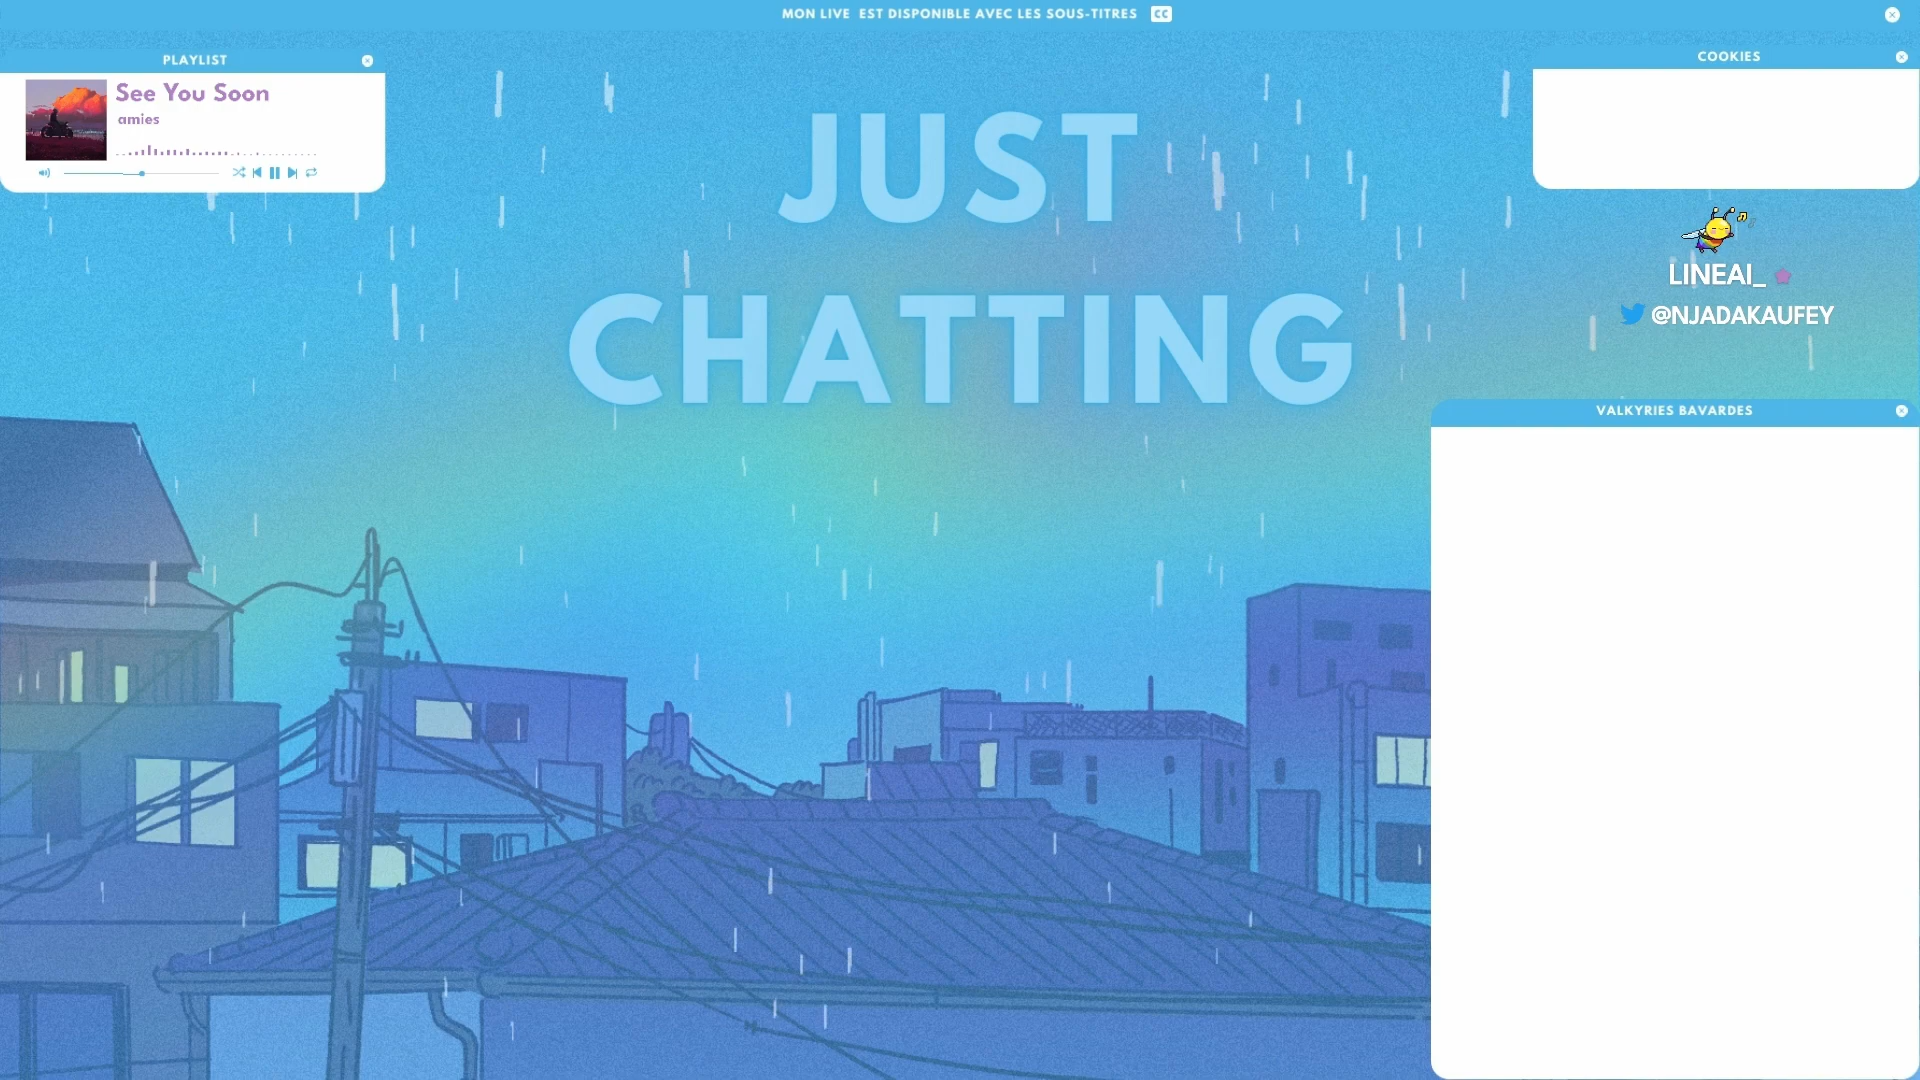 MON LIVE EST DISPONIBLE AVEC LES SOUS-TITRES CC
PLAYLIST
See You Soon
amies
JUST
CHATTING
COOKIES
LINEAI_
@NJADAKAUFEY
VALKYRIES BAVARDES